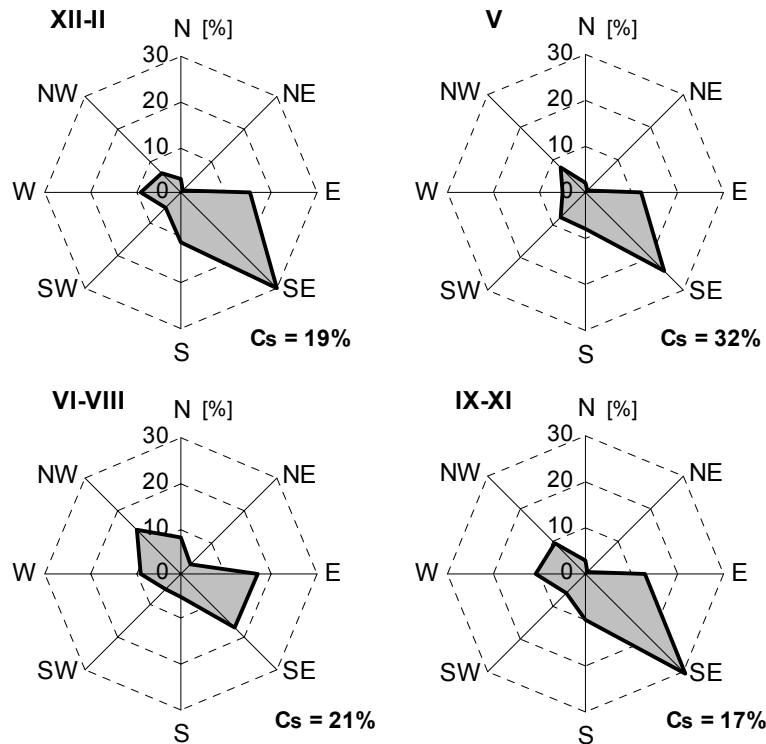 XII-II
N [%]
30
20
10
0
NW
NE
W
E
SW
SE
S
Cs = 19%
V
N [%]
30
20
10
0
NW
NE
W
E
SW
SE
S
Cs = 32%
VI-VIII
N [%]
30
20
10
0
NW
NE
W
E
SW
SE
S
Cs = 21%
IX-XI
N [%]
30
20
10
0
NW
NE
W
E
SW
SE
S
Cs = 17%